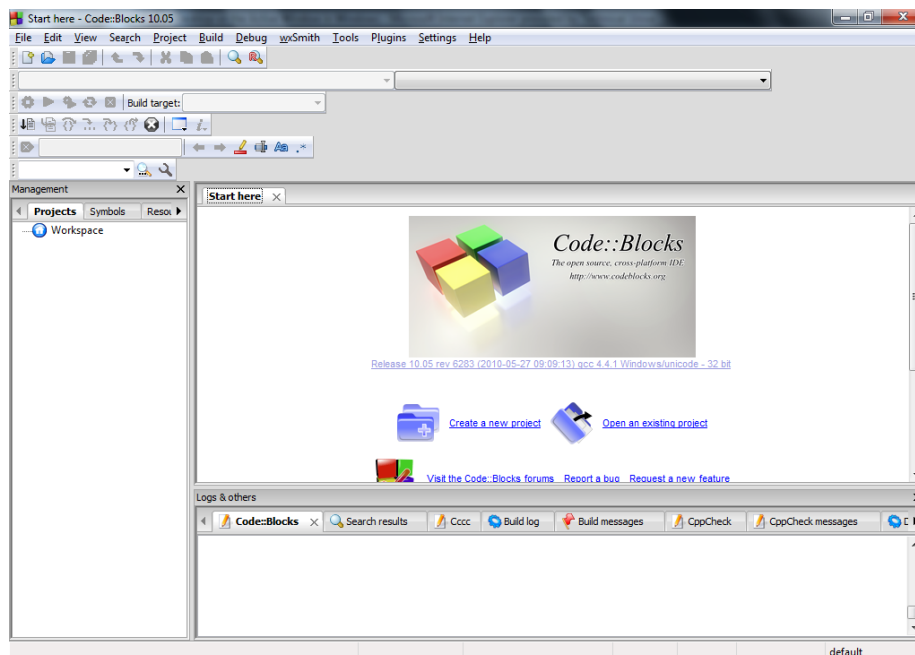 Start here - Code::Blocks 10.05
File Edit View Search Project Build Debug wxSmith Tools Plugins Settings Help
Build target:
Management
Projects Symbols Resou
Workspace
Start here
Code::Blocks
The open source, cross-platform IDE
http://www.codeblocks.org
Release 10.05 rev 6283 (2010-05-27 09:09:13) gcc 4.4.1 Windows/unicode - 32 bit
Create a new project Open an existing project
Visit the Code::Blocks forums Report a bug Request a new feature
Logs & others
Code::Blocks Search results Cccc Build log Build messages CppCheck CppCheck messages D
default